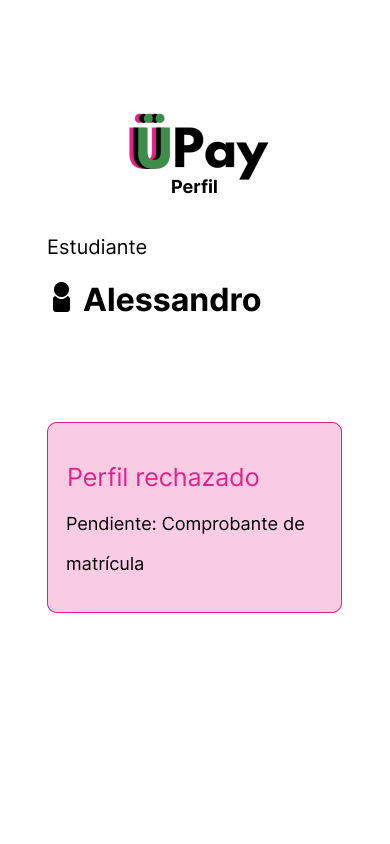 ÜPay
Perfil
Estudiante
Alessandro
Perfil rechazado
Pendiente: Comprobante de
matrícula